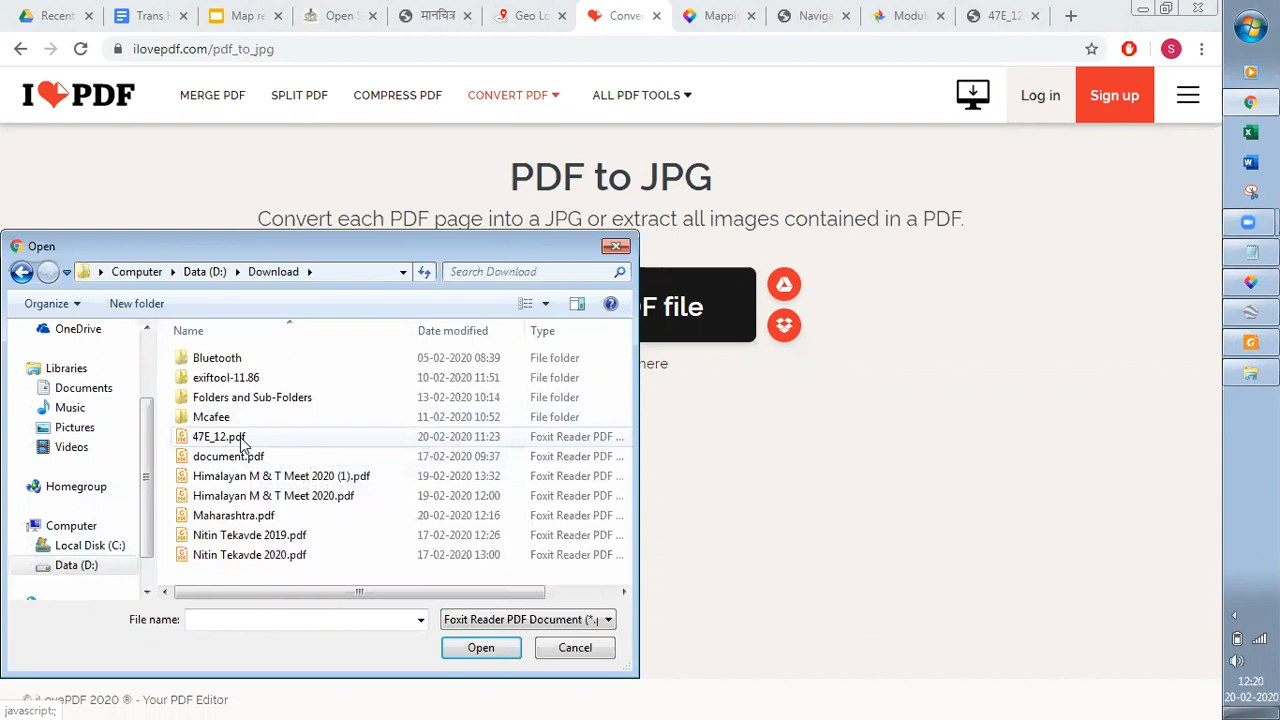 Recent
Trans H
Map re
Open S
मानचित्
Geo Lo
Conve
Mappi
Naviga
Modul
47E_12
ilovepdf.com/pdf_to_jpg
S
I PDF
MERGE PDF
SPLIT PDF
COMPRESS PDF
CONVERT PDF
ALL PDF TOOLS
Log in
Sign up
PDF to JPG
Convert each PDF page into a JPG or extract all images contained in a PDF.
F file
here
Open
Computer
Data (D:)
Download
Search Download
Organize
New folder
Name
Date modified
Type
OneDrive
Libraries
Documents
Music
Pictures
Videos
Homegroup
Computer
Local Disk (C:)
Data (D:)
Bluetooth 05-02-2020 08:39 File folder
exiftool-11.86 10-02-2020 11:51 File folder
Folders and Sub-Folders 13-02-2020 10:14 File folder
Mcafee 11-02-2020 10:52 File folder
47E_12.pdf 20-02-2020 11:23 Foxit Reader PDF ...
document.pdf 17-02-2020 09:37 Foxit Reader PDF ...
Himalayan M & T Meet 2020 (1).pdf 19-02-2020 13:32 Foxit Reader PDF ...
Himalayan M & T Meet 2020.pdf 19-02-2020 12:00 Foxit Reader PDF ...
Maharashtra.pdf 20-02-2020 12:16 Foxit Reader PDF ...
Nitin Tekavde 2019.pdf 17-02-2020 12:26 Foxit Reader PDF ...
Nitin Tekavde 2020.pdf 17-02-2020 13:00 Foxit Reader PDF ...
File name:
Foxit Reader PDF Document (*.
Open
Cancel
© iLovePDF 2020 ® - Your PDF Editor
javascript:;
12:20
20-02-2020